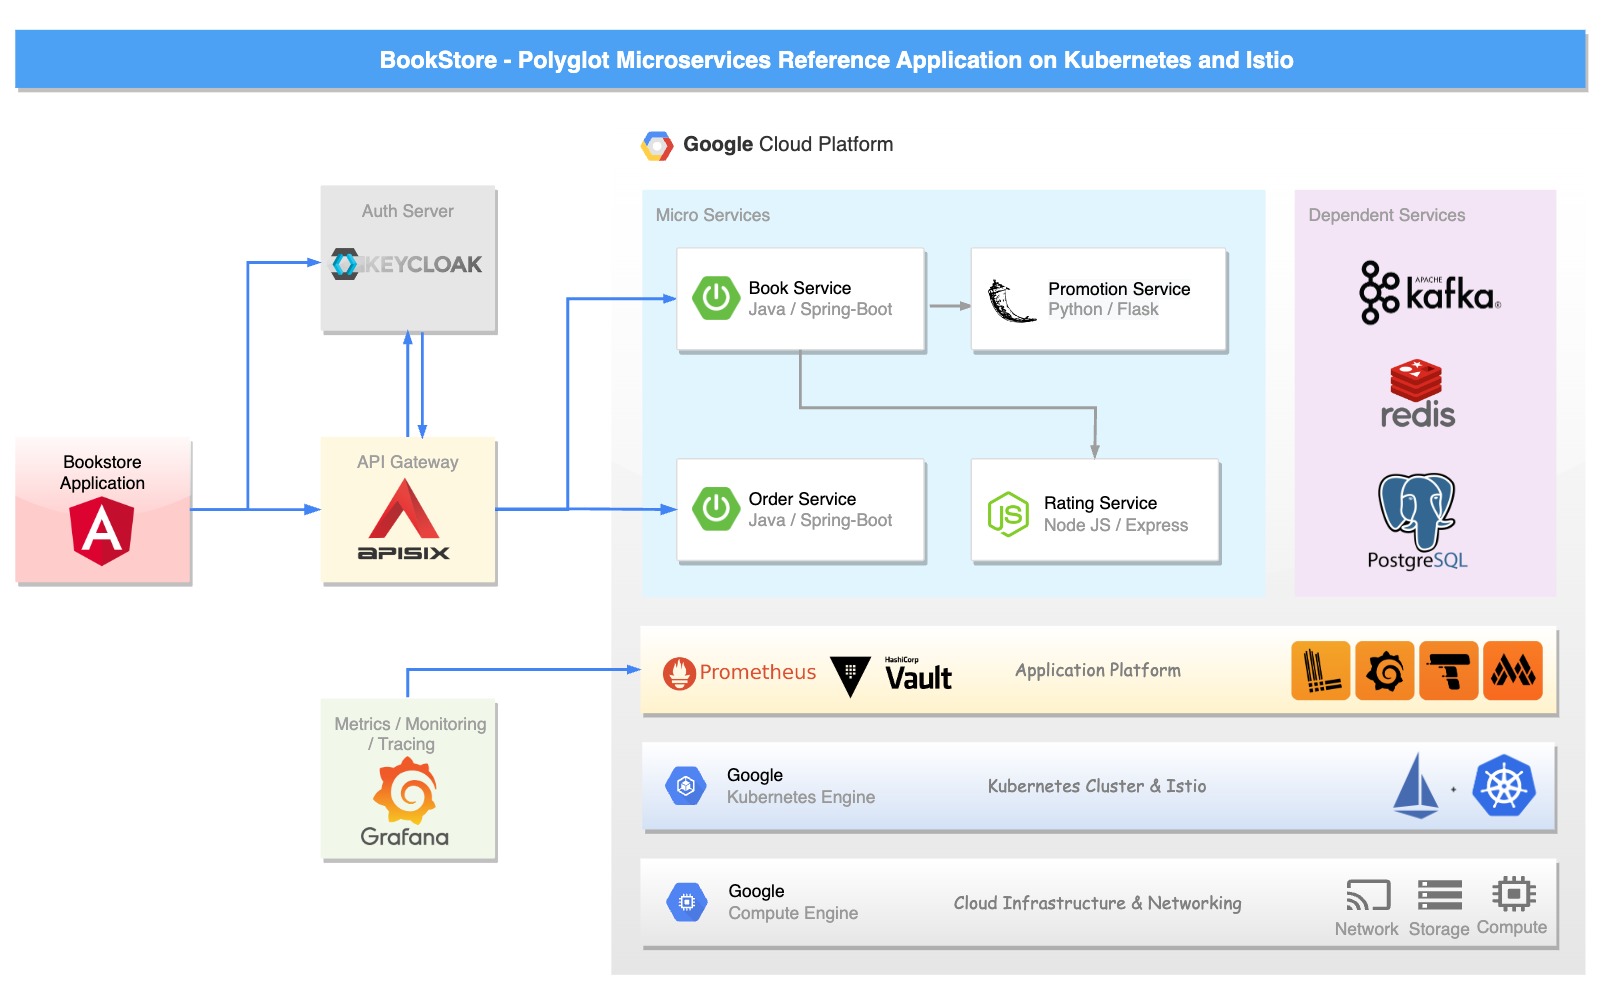 BookStore - Polyglot Microservices Reference Application on Kubernetes and Istio
Google Cloud Platform
Auth Server
KEYCLOAK
Micro Services
Dependent Services
Book Service
Java / Spring-Boot
Promotion Service
Python / Flask
APACHE
kafka®
redis
Bookstore
Application
API Gateway
APISIX
Order Service
Java / Spring-Boot
Rating Service
Node JS / Express
JS
PostgreSQL
Prometheus
HashiCorp
Vault
Application Platform
Metrics / Monitoring
/ Tracing
Grafana
Google
Kubernetes Engine
Kubernetes Cluster & Istio
+
Google
Compute Engine
Cloud Infrastructure & Networking
Network
Storage
Compute